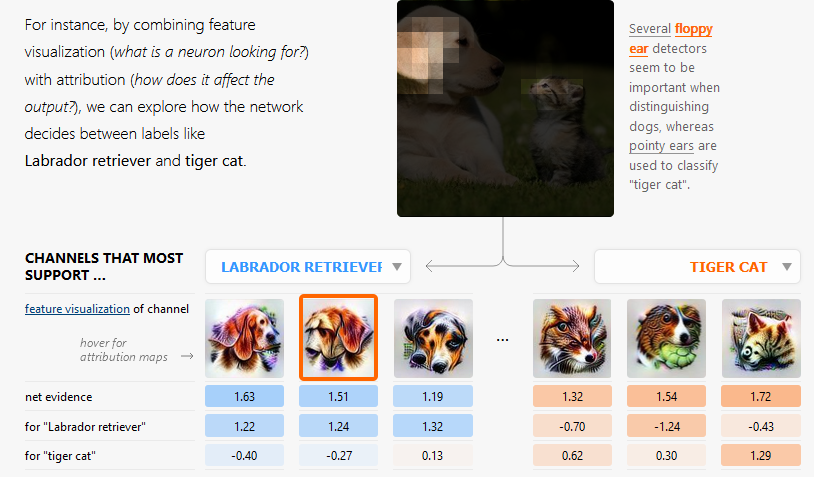 For instance, by combining feature
visualization (what is a neuron looking for?)
with attribution (how does it affect the
output?), we can explore how the network
decides between labels like
Labrador retriever and tiger cat.
Several floppy
ear detectors
seem to be
important when
distinguishing
dogs, whereas
pointy ears are
used to classify
"tiger cat".
CHANNELS THAT MOST
SUPPORT ...
LABRADOR RETRIEVER
TIGER CAT
feature visualization of channel
hover for
attribution maps →
...
net evidence 1.63 1.51 1.19 1.32 1.54 1.72
for "Labrador retriever" 1.22 1.24 1.32 -0.70 -1.24 -0.43
for "tiger cat" -0.40 -0.27 0.13 0.62 0.30 1.29